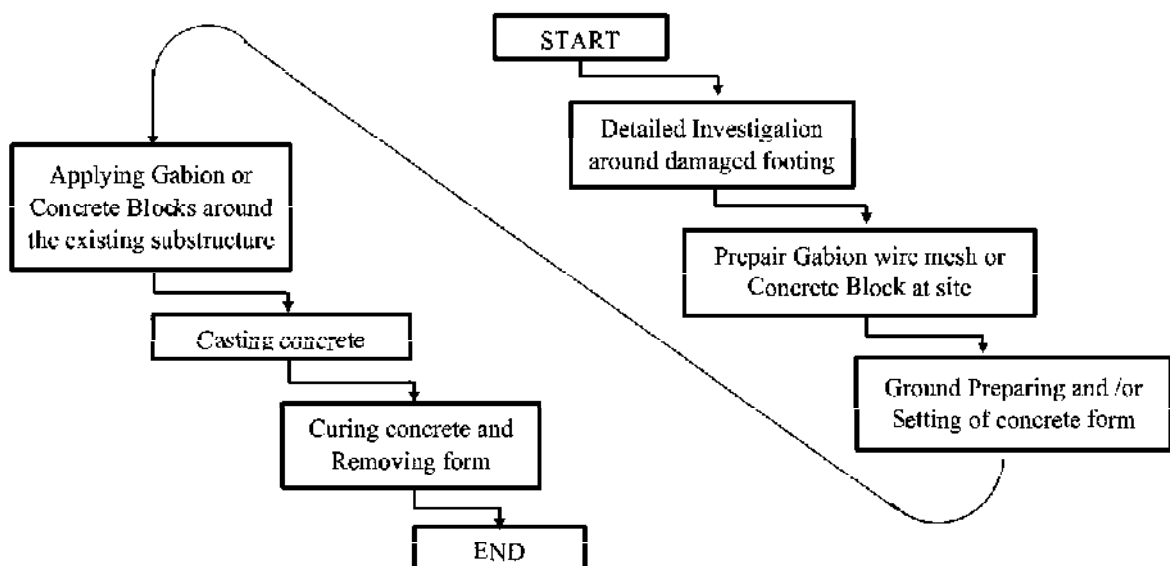 START
Detailed Investigation
around damaged footing
Prepair Gabion wire mesh or
Concrete Block at site
Ground Preparing and /or
Setting of concrete form
Applying Gabion or
Concrete Blocks around
the existing substructure
Casting concrete
Curing concrete and
Removing form
END